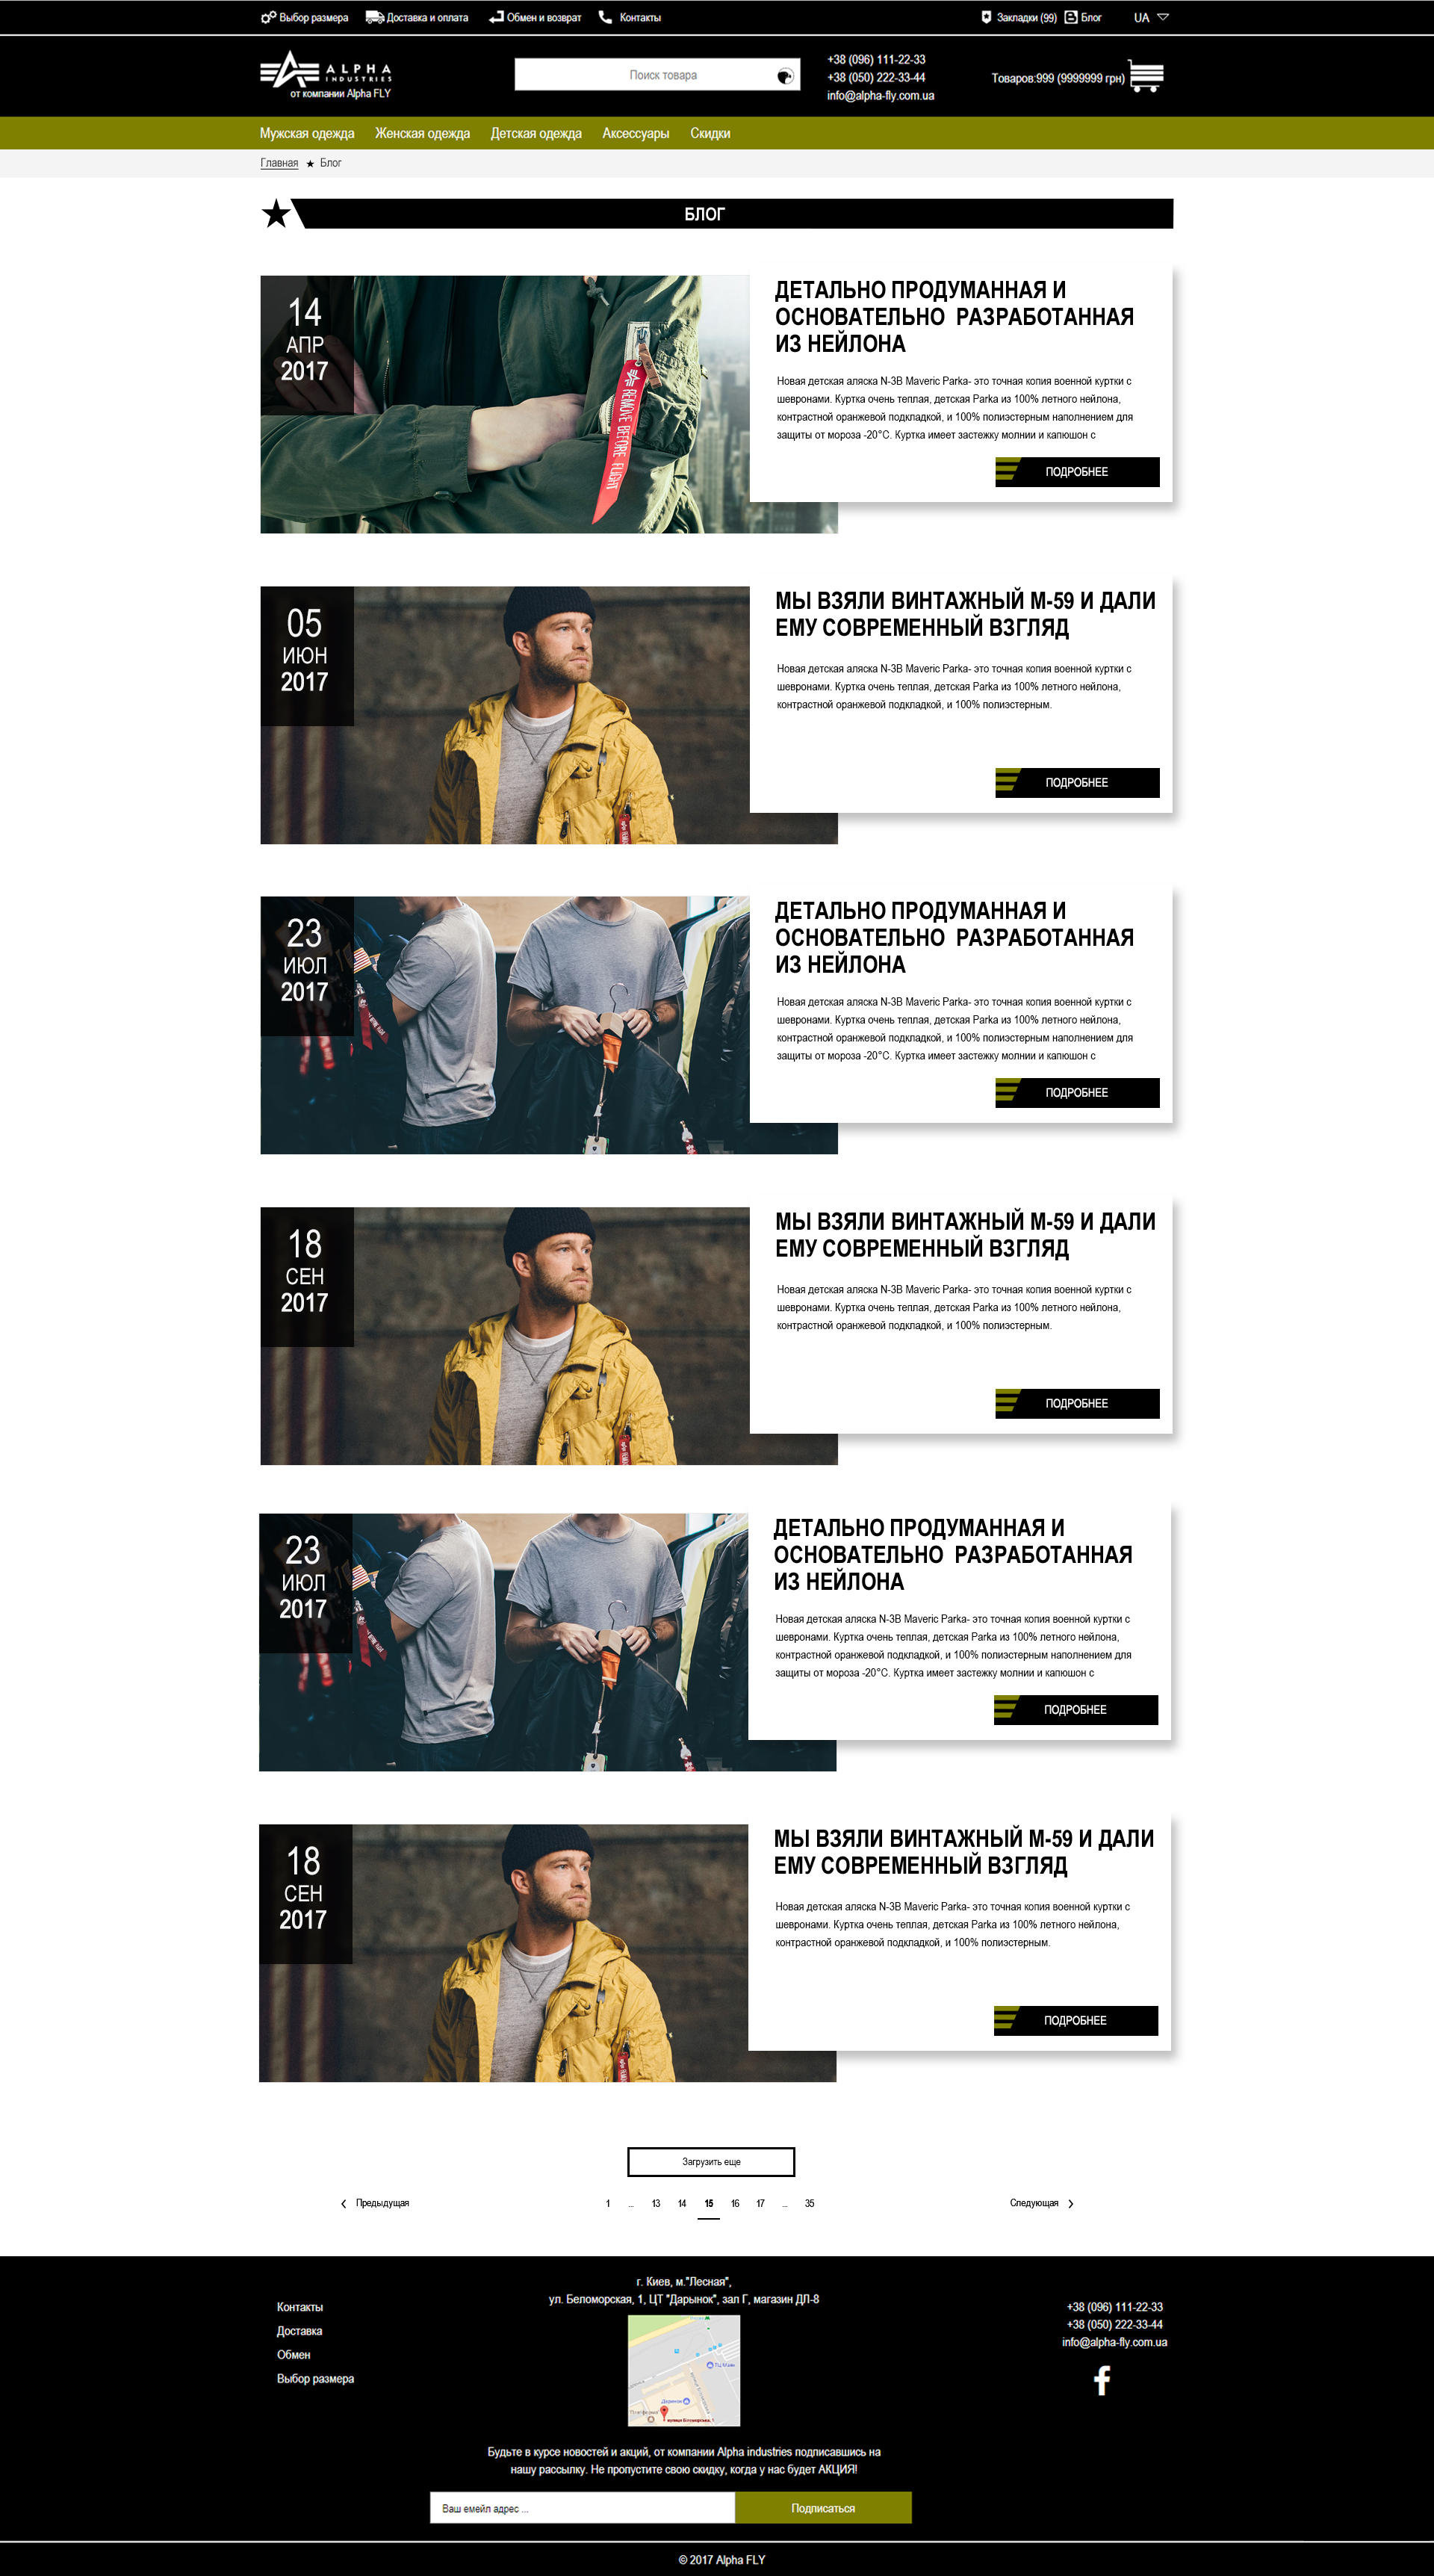 Выбор размера
Доставка и оплата
Обмен и возврат
Контакты
Закладки (99)
Блог
UA
ALPHA
INDUSTRIES
от компании Alpha FLY
Поиск товара
+38 (096) 111-22-33
+38 (050) 222-33-44
info@alpha-fly.com.ua
Товаров:999 (9999999 грн)
Мужская одежда
Женская одежда
Детская одежда
Аксессуары
Скидки
Главная ★ Блог
БЛОГ
14
АПР
2017
REMOVE BEFORE FLIGHT
ДЕТАЛЬНО ПРОДУМАННАЯ И
ОСНОВАТЕЛЬНО РАЗРАБОТАННАЯ
ИЗ НЕЙЛОНА
Новая детская аляска N-3B Maveric Parka- это точная копия военной куртки с
шевронами. Куртка очень теплая, детская Parka из 100% летного нейлона,
контрастной оранжевой подкладкой, и 100% полиэстерным наполнением для
защиты от мороза -20°C. Куртка имеет застежку молнии и капюшон с
ПОДРОБНЕЕ
05
ИЮН
2017
МЫ ВЗЯЛИ ВИНТАЖНЫЙ М-59 И ДАЛИ
ЕМУ СОВРЕМЕННЫЙ ВЗГЛЯД
Новая детская аляска N-3B Maveric Parka- это точная копия военной куртки с
шевронами. Куртка очень теплая, детская Parka из 100% летного нейлона,
контрастной оранжевой подкладкой, и 100% полиэстерным.
ПОДРОБНЕЕ
23
ИЮЛ
2017
ДЕТАЛЬНО ПРОДУМАННАЯ И
ОСНОВАТЕЛЬНО РАЗРАБОТАННАЯ
ИЗ НЕЙЛОНА
Новая детская аляска N-3B Maveric Parka- это точная копия военной куртки с
шевронами. Куртка очень теплая, детская Parka из 100% летного нейлона,
контрастной оранжевой подкладкой, и 100% полиэстерным наполнением для
защиты от мороза -20°C. Куртка имеет застежку молнии и капюшон с
ПОДРОБНЕЕ
18
СЕН
2017
МЫ ВЗЯЛИ ВИНТАЖНЫЙ М-59 И ДАЛИ
ЕМУ СОВРЕМЕННЫЙ ВЗГЛЯД
Новая детская аляска N-3B Maveric Parka- это точная копия военной куртки с
шевронами. Куртка очень теплая, детская Parka из 100% летного нейлона,
контрастной оранжевой подкладкой, и 100% полиэстерным.
ПОДРОБНЕЕ
23
ИЮЛ
2017
ДЕТАЛЬНО ПРОДУМАННАЯ И
ОСНОВАТЕЛЬНО РАЗРАБОТАННАЯ
ИЗ НЕЙЛОНА
Новая детская аляска N-3B Maveric Parka- это точная копия военной куртки с
шевронами. Куртка очень теплая, детская Parka из 100% летного нейлона,
контрастной оранжевой подкладкой, и 100% полиэстерным наполнением для
защиты от мороза -20°C. Куртка имеет застежку молнии и капюшон с
ПОДРОБНЕЕ
18
СЕН
2017
МЫ ВЗЯЛИ ВИНТАЖНЫЙ М-59 И ДАЛИ
ЕМУ СОВРЕМЕННЫЙ ВЗГЛЯД
Новая детская аляска N-3B Maveric Parka- это точная копия военной куртки с
шевронами. Куртка очень теплая, детская Parka из 100% летного нейлона,
контрастной оранжевой подкладкой, и 100% полиэстерным.
ПОДРОБНЕЕ
Загрузить еще
Предыдущая
1 ... 13 14 15 16 17 ... 35
Следующая
Контакты
Доставка
Обмен
Выбор размера
г. Киев, м."Лесная",
ул. Беломорская, 1, ЦТ "Дарынок", зал Г, магазин ДЛ-8
+38 (096) 111-22-33
+38 (050) 222-33-44
info@alpha-fly.com.ua
Будьте в курсе новостей и акций, от компании Alpha industries подписавшись на
нашу рассылку. Не пропустите свою скидку, когда у нас будет АКЦИЯ!
Ваш емейл адрес ...
Подписаться
© 2017 Alpha FLY